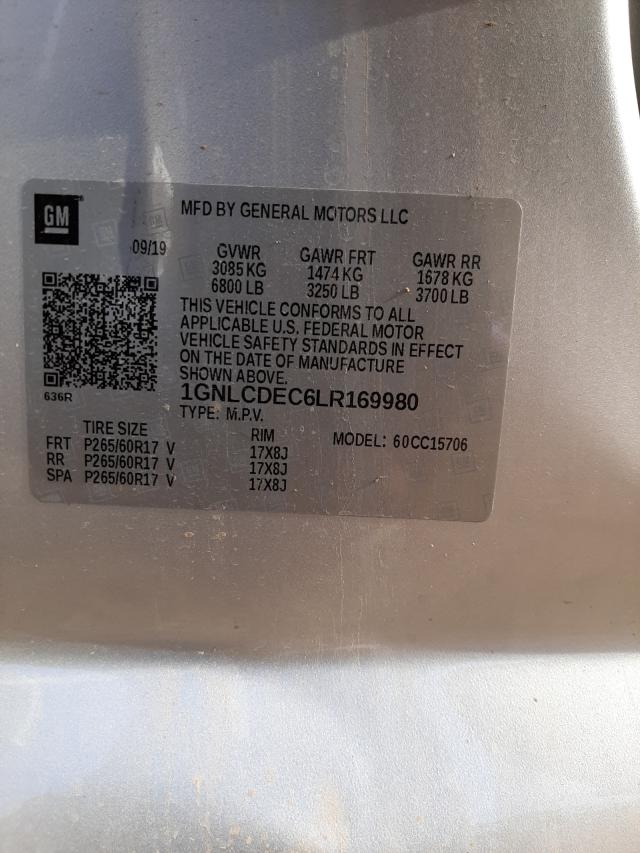 GM
MFD BY GENERAL MOTORS LLC
09/19
GVWR GAWR FRT GAWR RR
3085 KG 1474 KG 1678 KG
6800 LB 3250 LB 3700 LB
THIS VEHICLE CONFORMS TO ALL
APPLICABLE U.S. FEDERAL MOTOR
VEHICLE SAFETY STANDARDS IN EFFECT
ON THE DATE OF MANUFACTURE
SHOWN ABOVE.
636R
1GNLCDEC6LR169980
TYPE: M.P.V.
TIRE SIZE RIM MODEL: 60CC15706
FRT P265/60R17 V 17X8J
RR P265/60R17 V 17X8J
SPA P265/60R17 V 17X8J